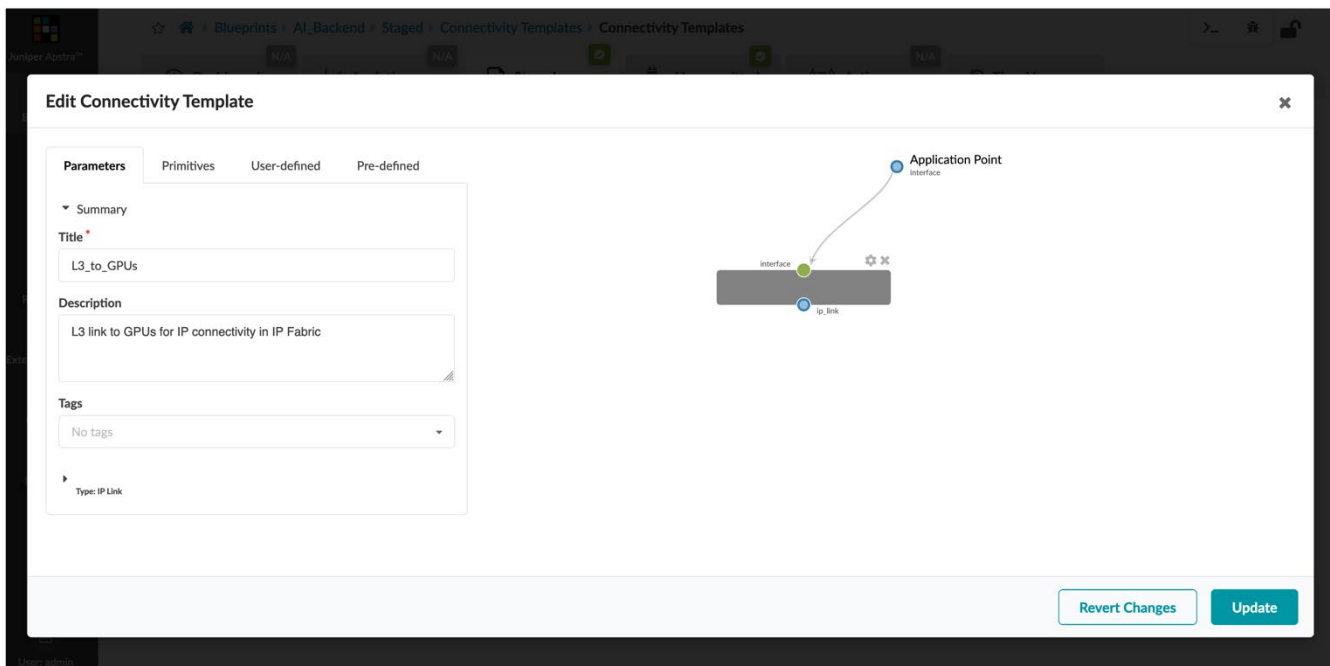 Juniper Apstra™
Blueprints
AI_Backend
Staged
Connectivity Templates
Connectivity Templates
N/A
N/A
N/A
Edit Connectivity Template
Parameters
Primitives
User-defined
Pre-defined
Summary
Title*
L3_to_GPUs
Description
L3 link to GPUs for IP connectivity in IP Fabric
Tags
No tags
Type: IP Link
Application Point
interface
interface
ip_link
Revert Changes
Update
User: admin